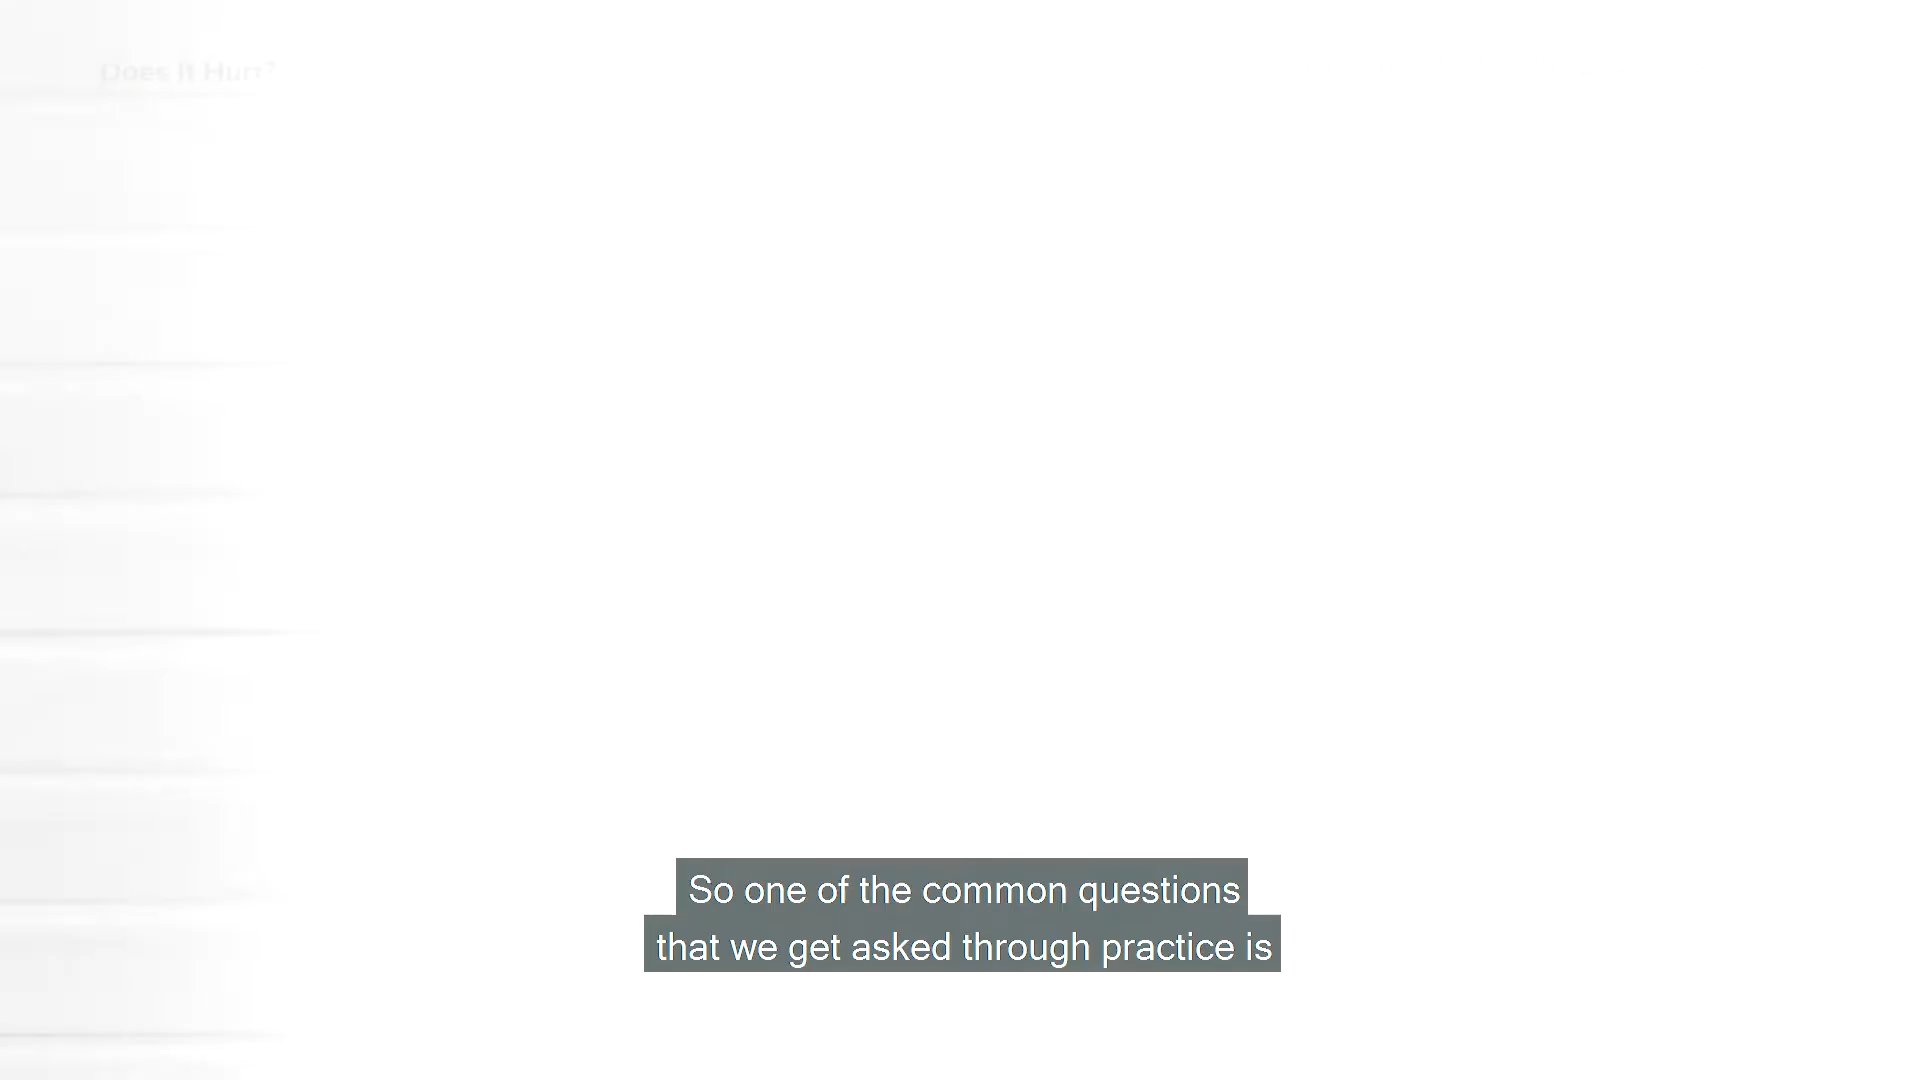 Does It Hurt?
So one of the common questions
that we get asked through practice is